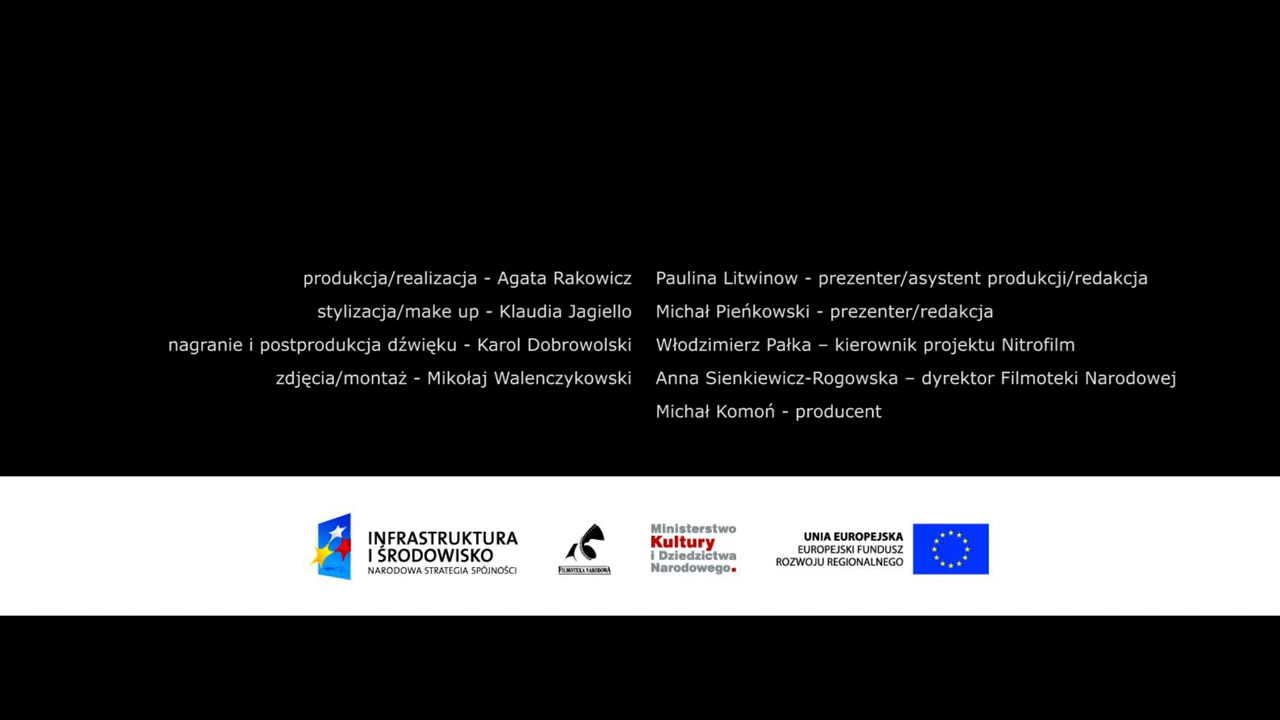 produkcja/realizacja - Agata Rakowicz
stylizacja/make up - Klaudia Jagiello
nagranie i postprodukcja dźwięku - Karol Dobrowolski
zdjęcia/montaż - Mikołaj Walenczykowski
Paulina Litwinow - prezenter/asystent produkcji/redakcja
Michał Pieńkowski - prezenter/redakcja
Włodzimierz Pałka – kierownik projektu Nitrofilm
Anna Sienkiewicz-Rogowska – dyrektor Filmoteki Narodowej
Michał Komoń - producent
INFRASTRUKTURA
I ŚRODOWISKO
NARODOWA STRATEGIA SPÓJNOŚCI
FILMOTEKA NARODOWA
Ministerstwo
Kultury
i Dziedzictwa
Narodowego.
UNIA EUROPEJSKA
EUROPEJSKI FUNDUSZ
ROZWOJU REGIONALNEGO